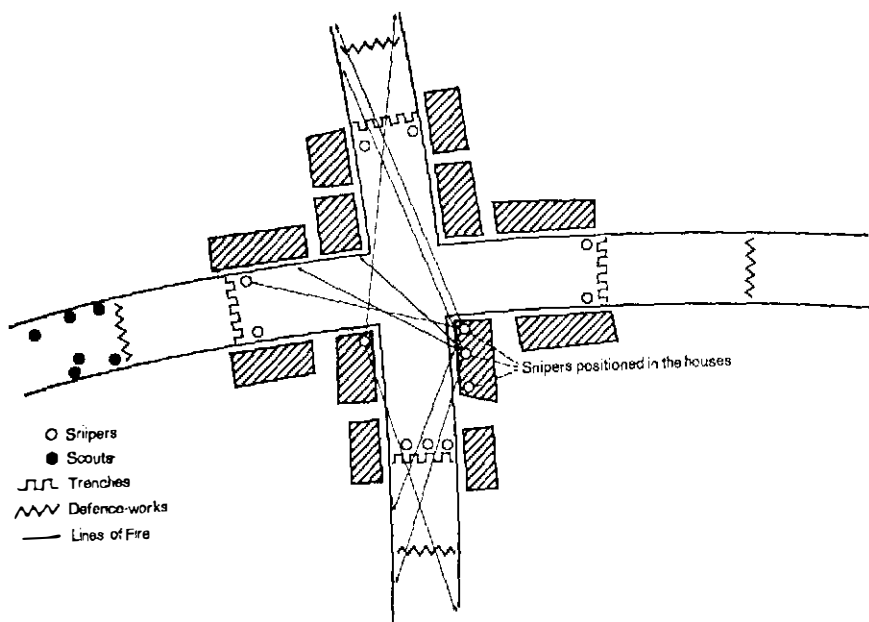 Snipers positioned in the houses
Snipers
Scouts
Trenches
Defence-works
Lines of Fire